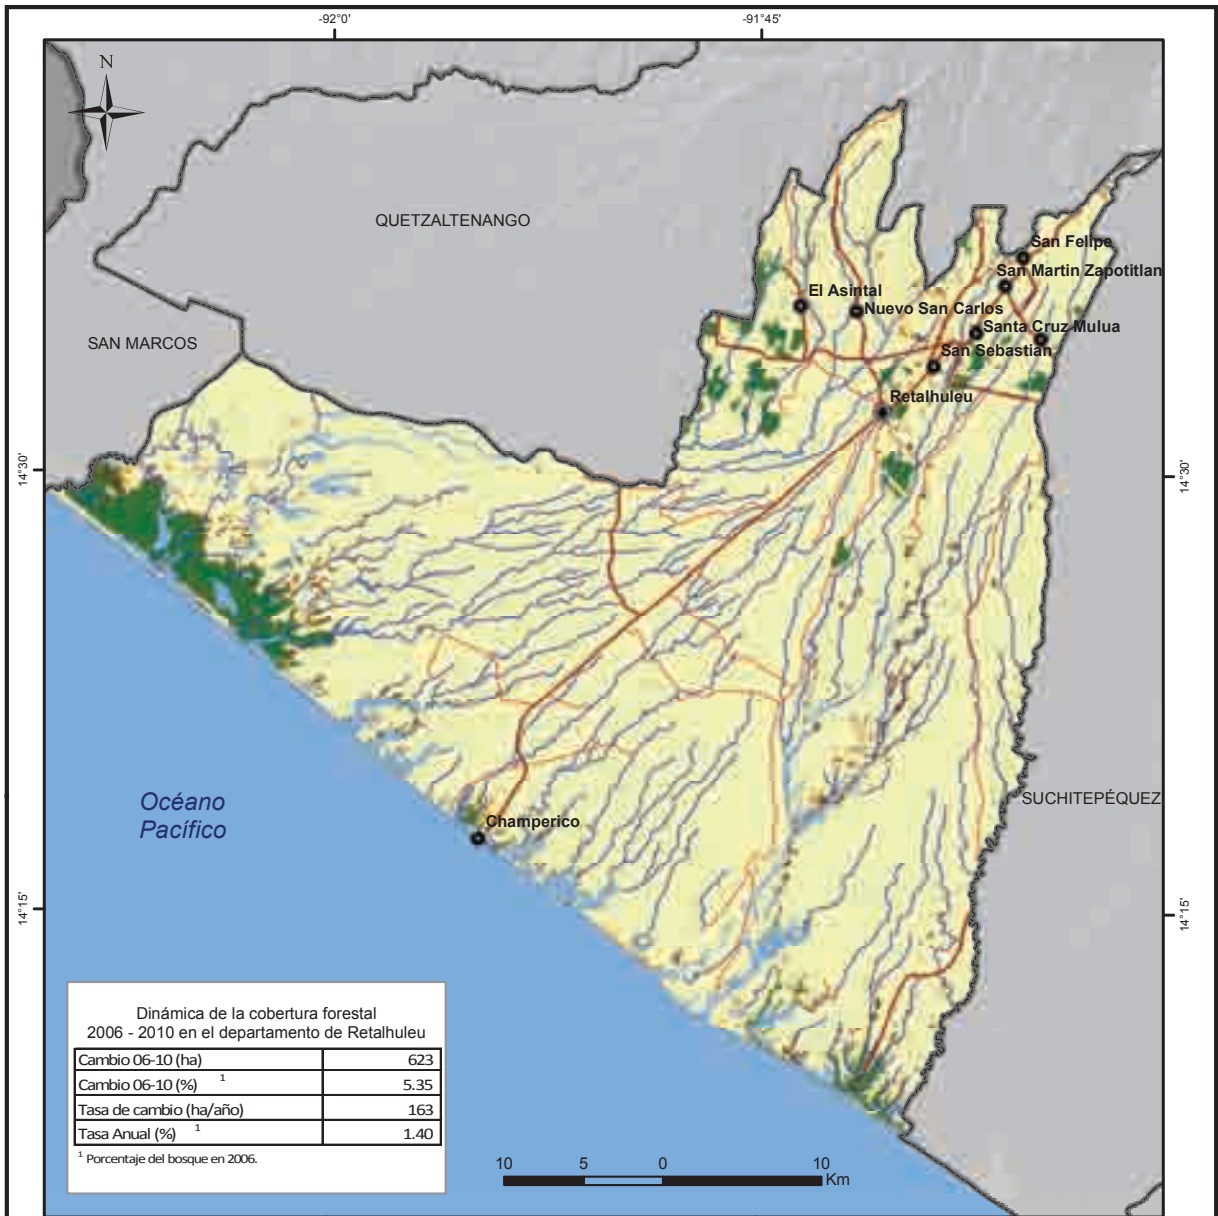 -92°0'
-91°45'
N
QUETZALTENANGO
San Felipe
San Martin Zapotitlan
El Asintal
Nuevo San Carlos
Santa Cruz Mulua
SAN MARCOS
San Sebastian
Retalhuleu
14°30'
14°30'
Océano
Pacífico
SUCHITEPÉQUEZ
Champerico
14°15'
14°15'
Dinámica de la cobertura forestal
2006 - 2010 en el departamento de Retalhuleu
Cambio 06-10 (ha) 623
Cambio 06-10 (%) 1 5.35
Tasa de cambio (ha/año) 163
Tasa Anual (%) 1 1.40
1 Porcentaje del bosque en 2006.
10 5 0 10
Km